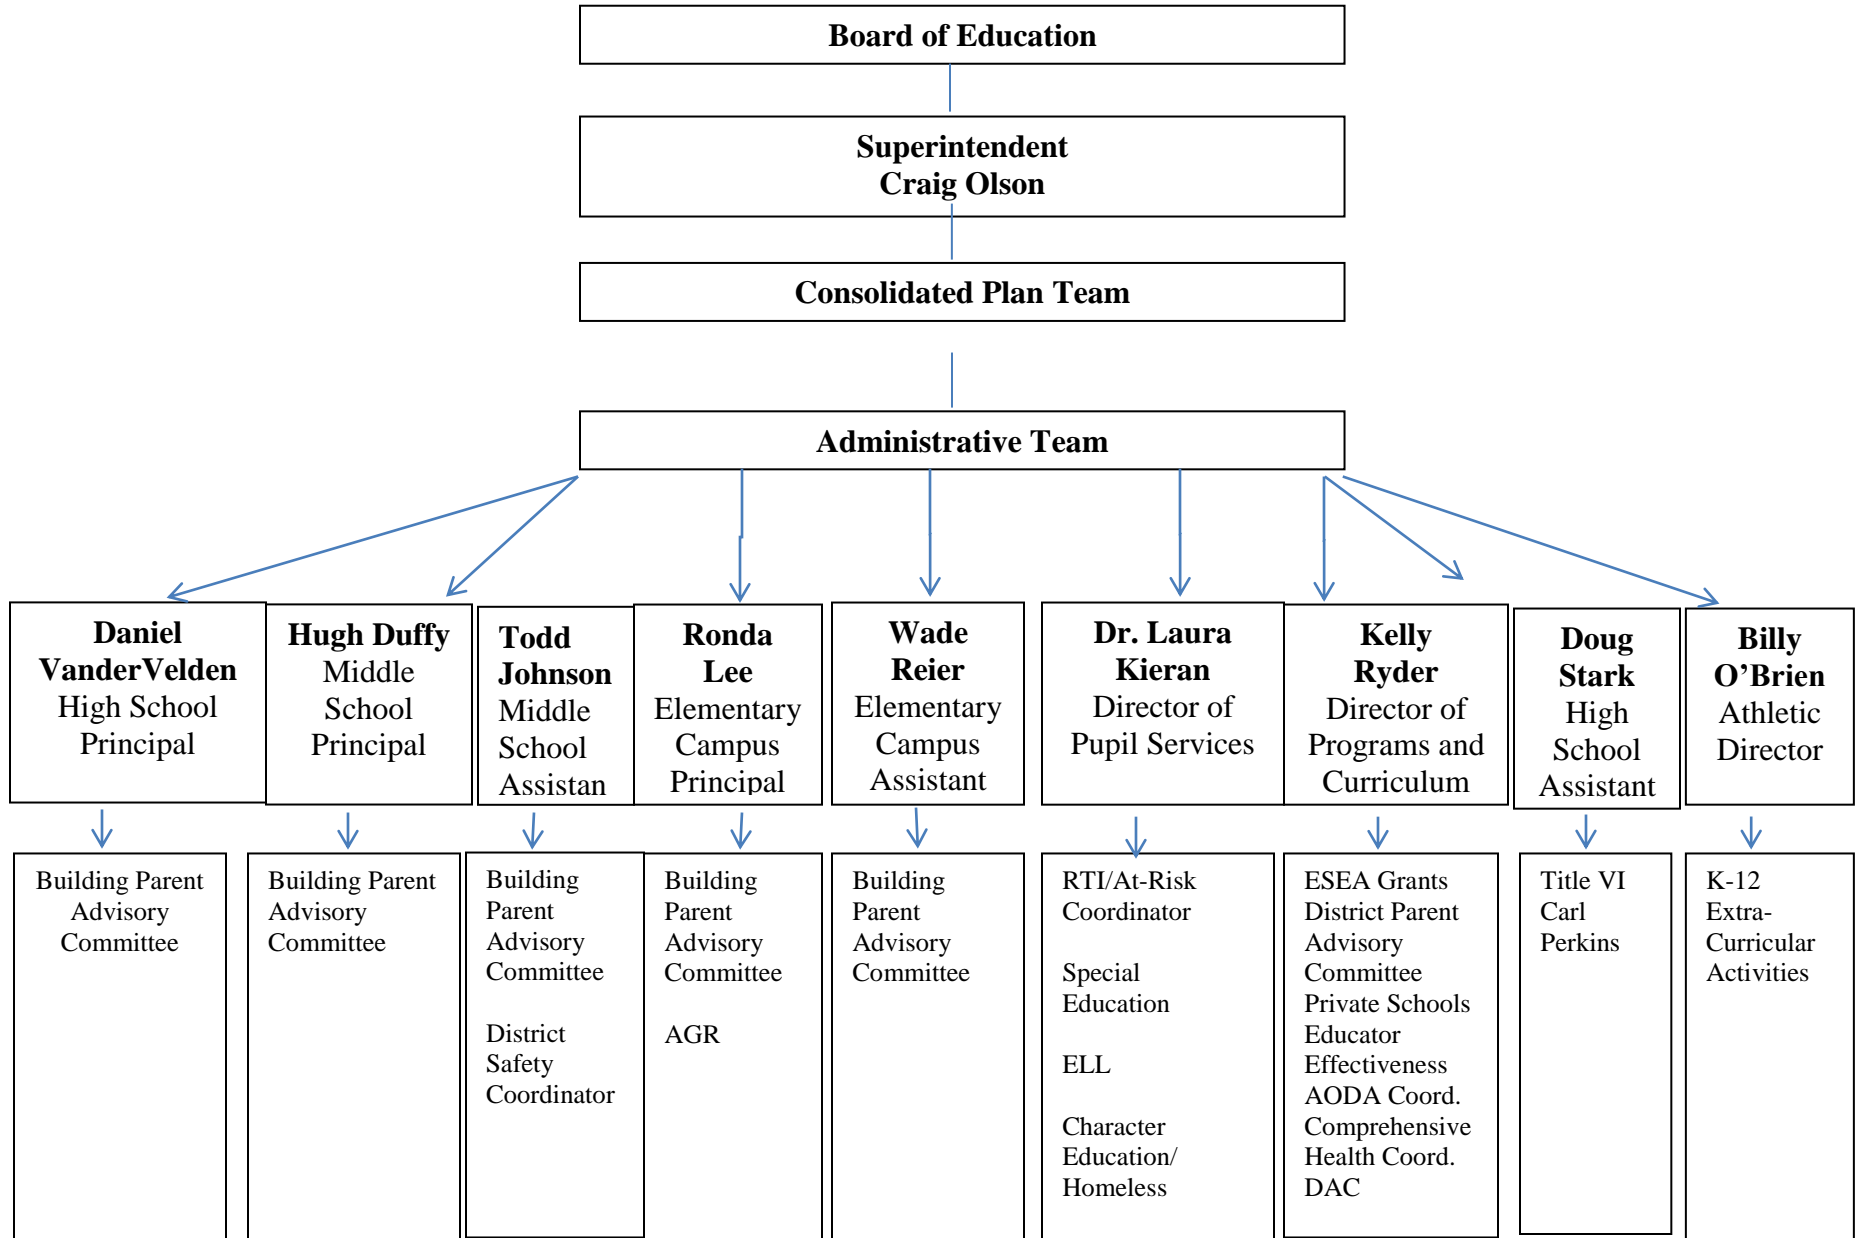 Board of Education
Superintendent
Craig Olson
Consolidated Plan Team
Administrative Team
Daniel
VanderVelden
High School
Principal
Hugh Duffy
Middle
School
Principal
Todd
Johnson
Middle
School
Assistan
Ronda
Lee
Elementary
Campus
Principal
Wade
Reier
Elementary
Campus
Assistant
Dr. Laura
Kieran
Director of
Pupil Services
Kelly
Ryder
Director of
Programs and
Curriculum
Doug
Stark
High
School
Assistant
Billy
O’Brien
Athletic
Director
Building Parent
Advisory
Committee
Building Parent
Advisory
Committee
Building
Parent
Advisory
Committee
District
Safety
Coordinator
Building
Parent
Advisory
Committee
AGR
Building
Parent
Advisory
Committee
RTI/At-Risk
Coordinator
Special
Education
ELL
Character
Education/
Homeless
ESEA Grants
District Parent
Advisory
Committee
Private Schools
Educator
Effectiveness
AODA Coord.
Comprehensive
Health Coord.
DAC
Title VI
Carl
Perkins
K-12
Extra-
Curricular
Activities